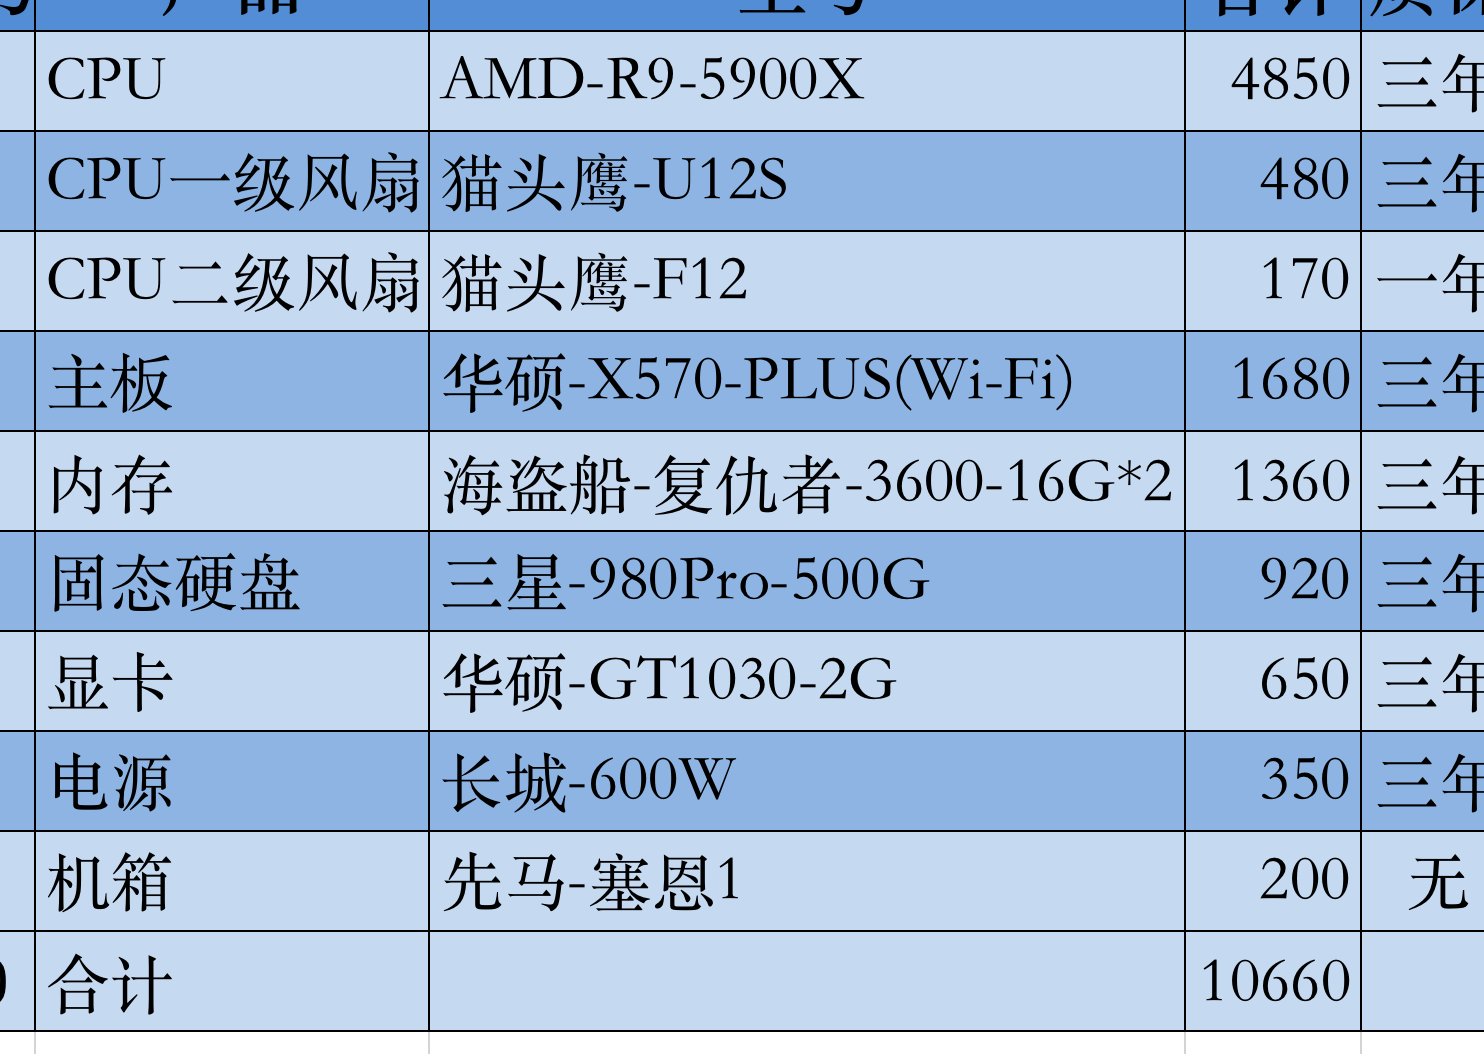 CPU AMD-R9-5900X 4850 三年
CPU一级风扇 猫头鹰-U12S 480 三年
CPU二级风扇 猫头鹰-F12 170 一年
主板 华硕-X570-PLUS(Wi-Fi) 1680 三年
内存 海盗船-复仇者-3600-16G*2 1360 三年
固态硬盘 三星-980Pro-500G 920 三年
显卡 华硕-GT1030-2G 650 三年
电源 长城-600W 350 三年
机箱 先马-塞恩1 200 无
合计 10660